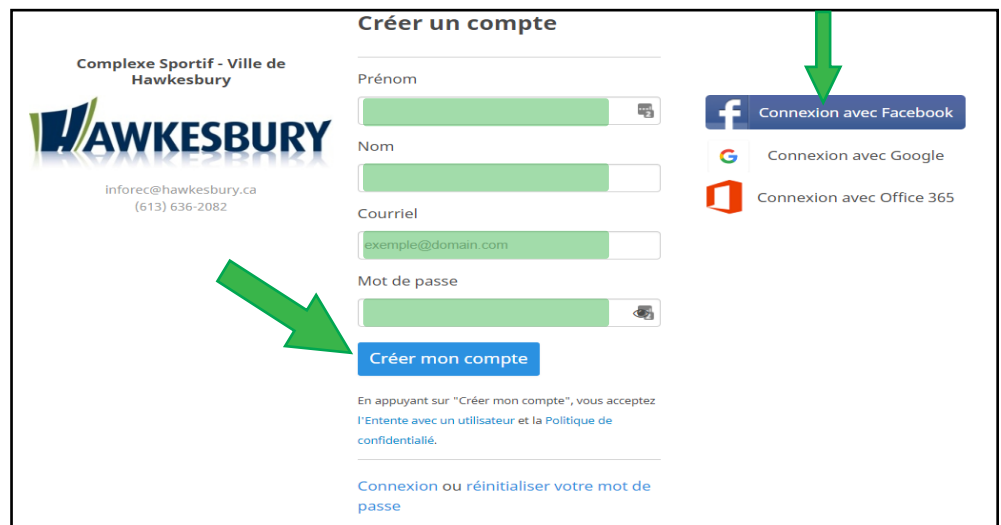 Créer un compte
Complexe Sportif - Ville de
Hawkesbury
HAWKESBURY
inforec@hawkesbury.ca
(613) 636-2082
Prénom
Nom
Courriel
exemple@domain.com
Mot de passe
Créer mon compte
En appuyant sur "Créer mon compte", vous acceptez
l'Entente avec un utilisateur et la Politique de
confidentialié.
Connexion ou réinitialiser votre mot de
passe
f Connexion avec Facebook
G Connexion avec Google
Connexion avec Office 365